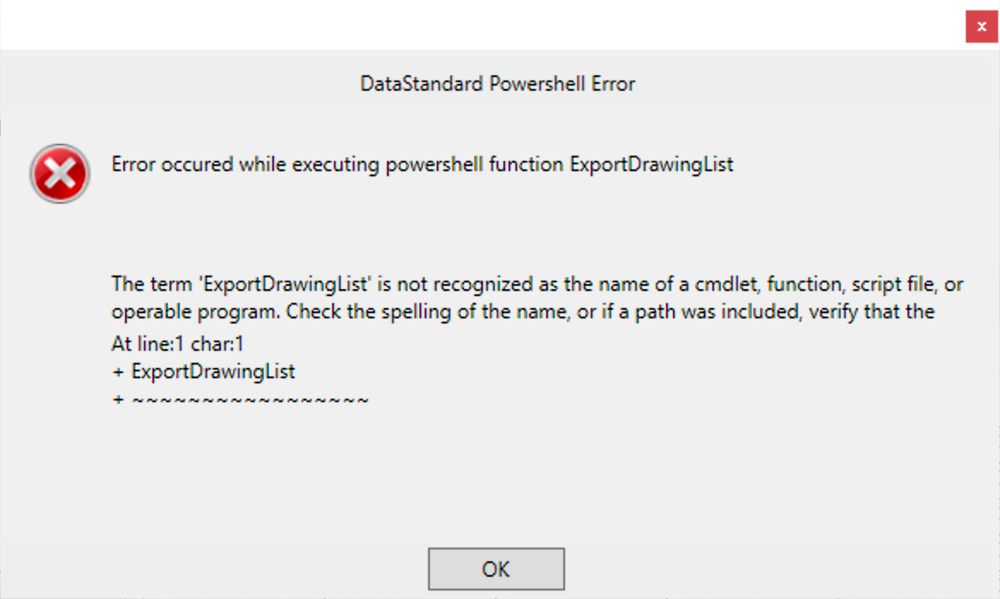 x
DataStandard Powershell Error
Error occured while executing powershell function ExportDrawingList
The term 'ExportDrawingList' is not recognized as the name of a cmdlet, function, script file, or
operable program. Check the spelling of the name, or if a path was included, verify that the
At line:1 char:1
+ ExportDrawingList
+ ~~~~~~~~~~~~~~~~~
OK